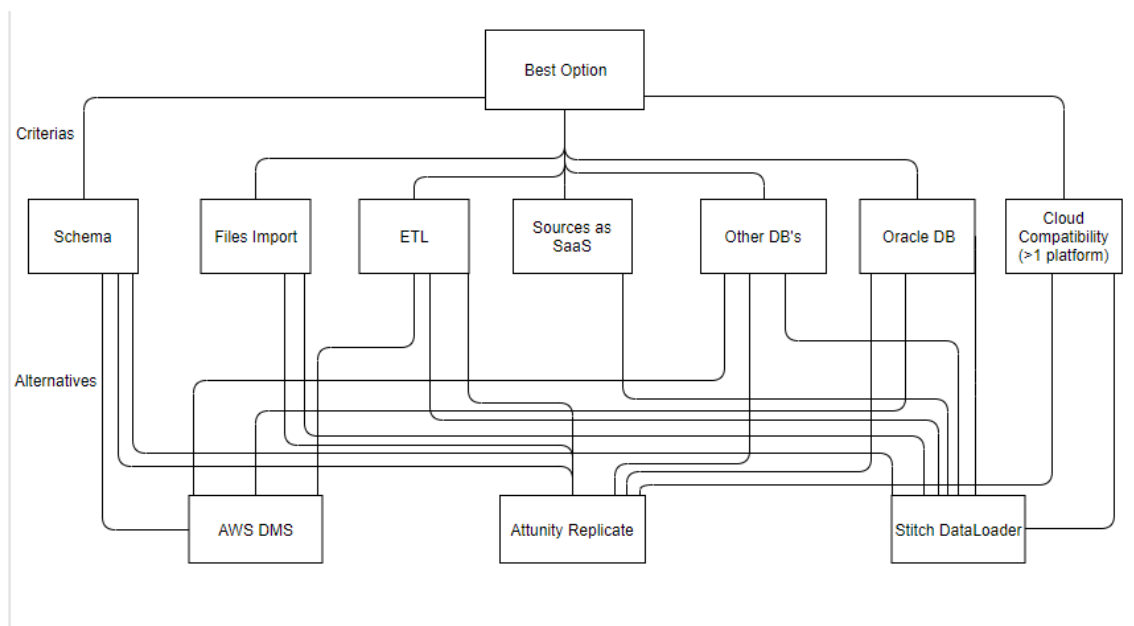 Best Option
Criterias
Schema
Files Import
ETL
Sources as
SaaS
Other DB's
Oracle DB
Cloud
Compatibility
(>1 platform)
Alternatives
AWS DMS
Attunity Replicate
Stitch DataLoader